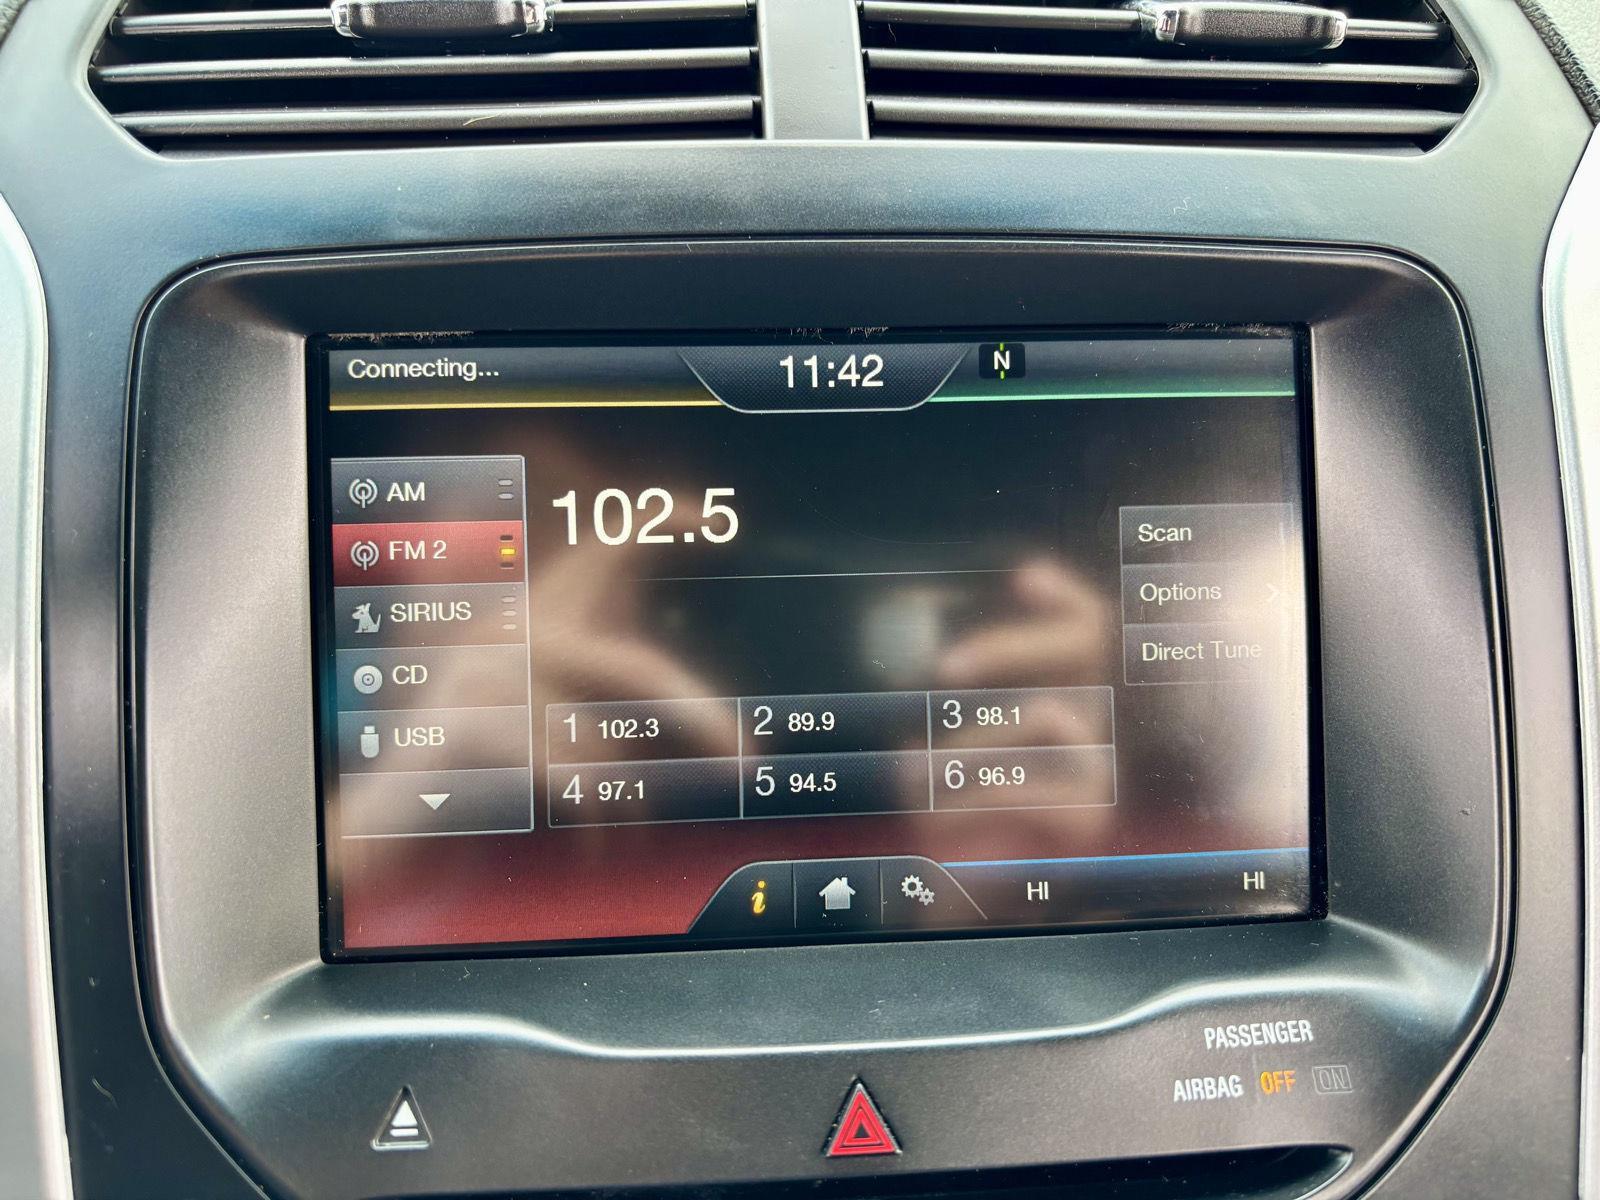 Connecting...
11:42
N
AM
FM 2
SIRIUS
CD
USB
102.5
Scan
Options
Direct Tune
1 102.3
2 89.9
3 98.1
4 97.1
5 94.5
6 96.9
i
HI
HI
PASSENGER
AIRBAG OFF ON